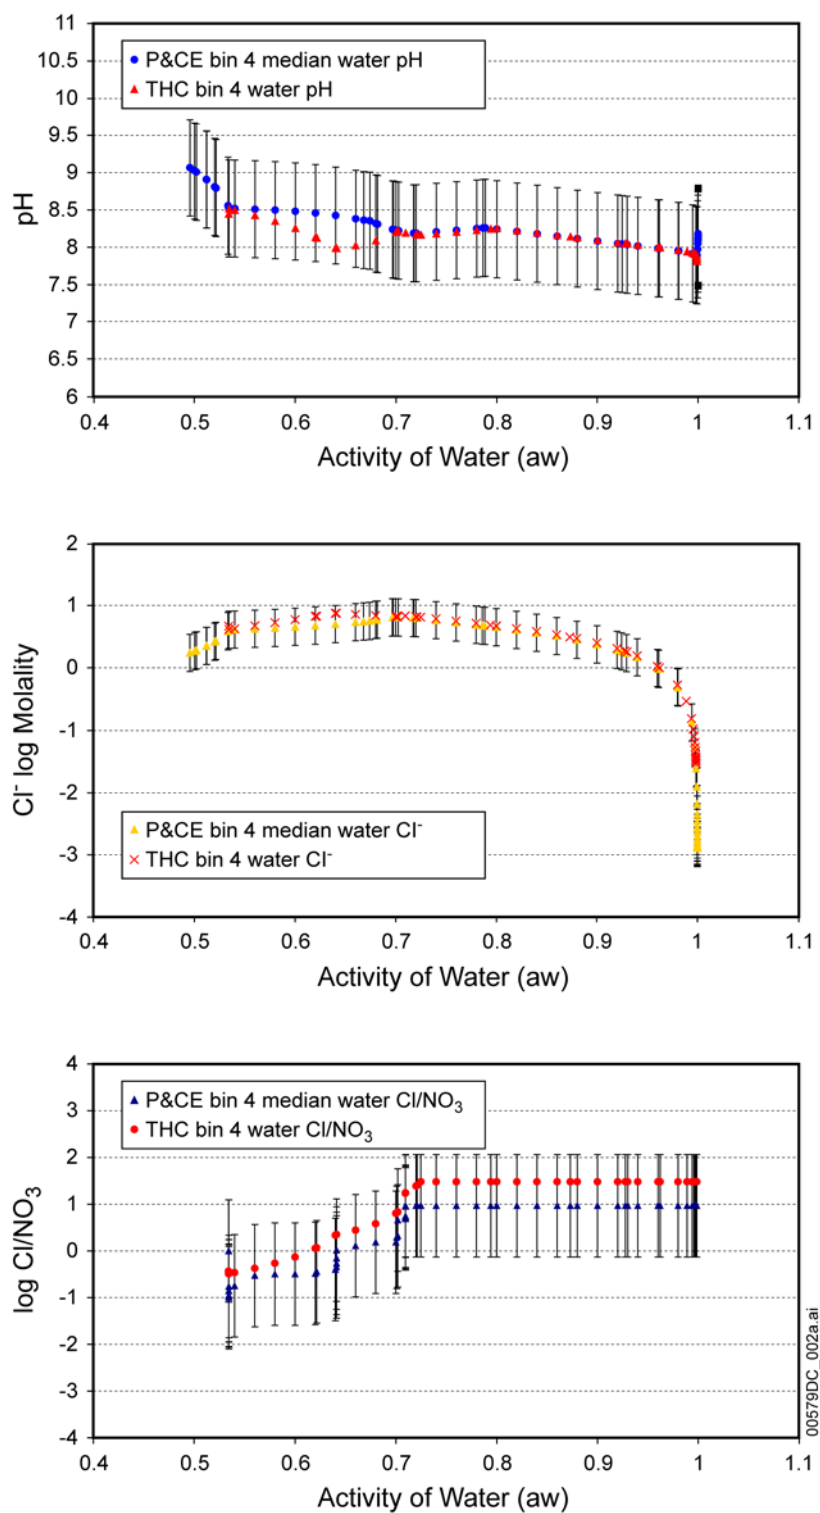 11
10.5
10
9.5
9
8.5
8
7.5
7
6.5
6
pH
P&CE bin 4 median water pH
THC bin 4 water pH
0.4 0.5 0.6 0.7 0.8 0.9 1 1.1
Activity of Water (aw)
2
1
0
-1
-2
-3
-4
Cl⁻ log Molality
P&CE bin 4 median water Cl⁻
THC bin 4 water Cl⁻
0.4 0.5 0.6 0.7 0.8 0.9 1 1.1
Activity of Water (aw)
4
3
2
1
0
-1
-2
-3
-4
log Cl/NO₃
P&CE bin 4 median water Cl/NO₃
THC bin 4 water Cl/NO₃
0.4 0.5 0.6 0.7 0.8 0.9 1 1.1
Activity of Water (aw)
00579DC_002a.ai